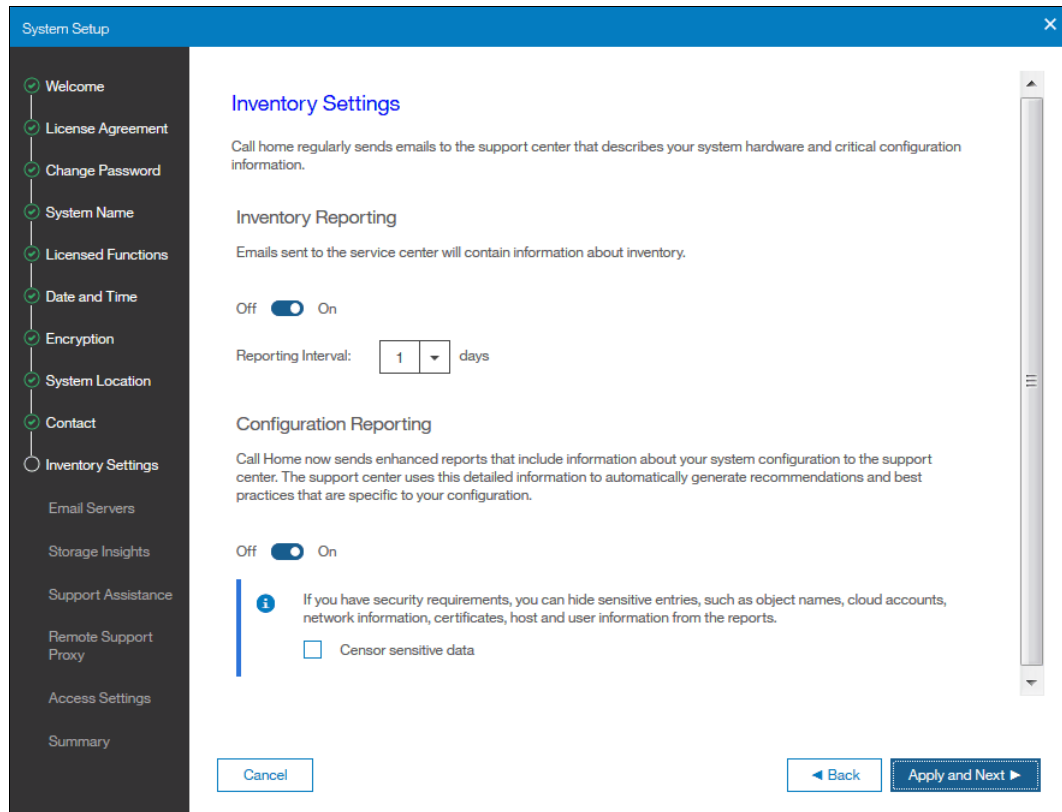 System Setup
Welcome
License Agreement
Change Password
System Name
Licensed Functions
Date and Time
Encryption
System Location
Contact
Inventory Settings
Email Servers
Storage Insights
Support Assistance
Remote Support
Proxy
Access Settings
Summary
Inventory Settings
Call home regularly sends emails to the support center that describes your system hardware and critical configuration
information.
Inventory Reporting
Emails sent to the service center will contain information about inventory.
Off On
Reporting Interval: 1 days
Configuration Reporting
Call Home now sends enhanced reports that include information about your system configuration to the support
center. The support center uses this detailed information to automatically generate recommendations and best
practices that are specific to your configuration.
Off On
If you have security requirements, you can hide sensitive entries, such as object names, cloud accounts,
network information, certificates, host and user information from the reports.
Censor sensitive data
Cancel
Back
Apply and Next